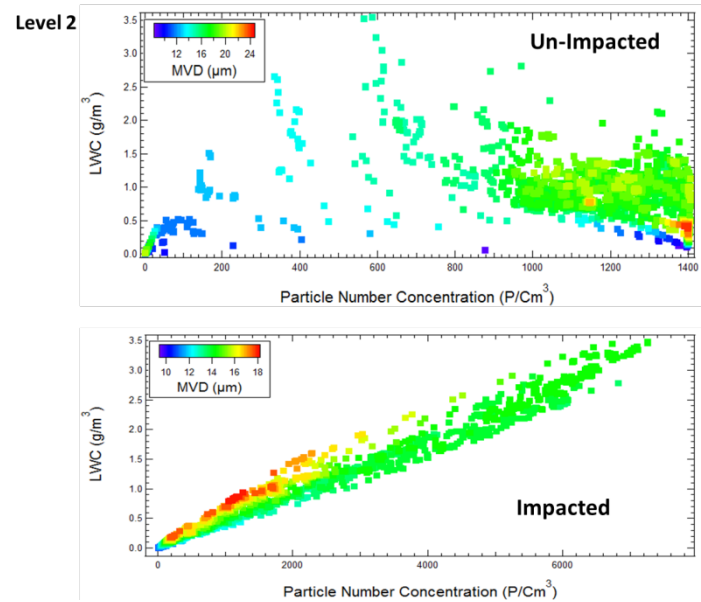 Level 2
Un-Impacted
12 16 20 24
MVD (µm)
3.5
3.0
2.5
2.0
1.5
1.0
0.5
0.0
LWC (g/m³)
0 200 400 600 800 1000 1200 1400
Particle Number Concentration (P/Cm³)
10 12 14 16 18
MVD (µm)
3.5
3.0
2.5
2.0
1.5
1.0
0.5
0.0
LWC (g/m³)
Impacted
0 2000 4000 6000
Particle Number Concentration (P/Cm³)